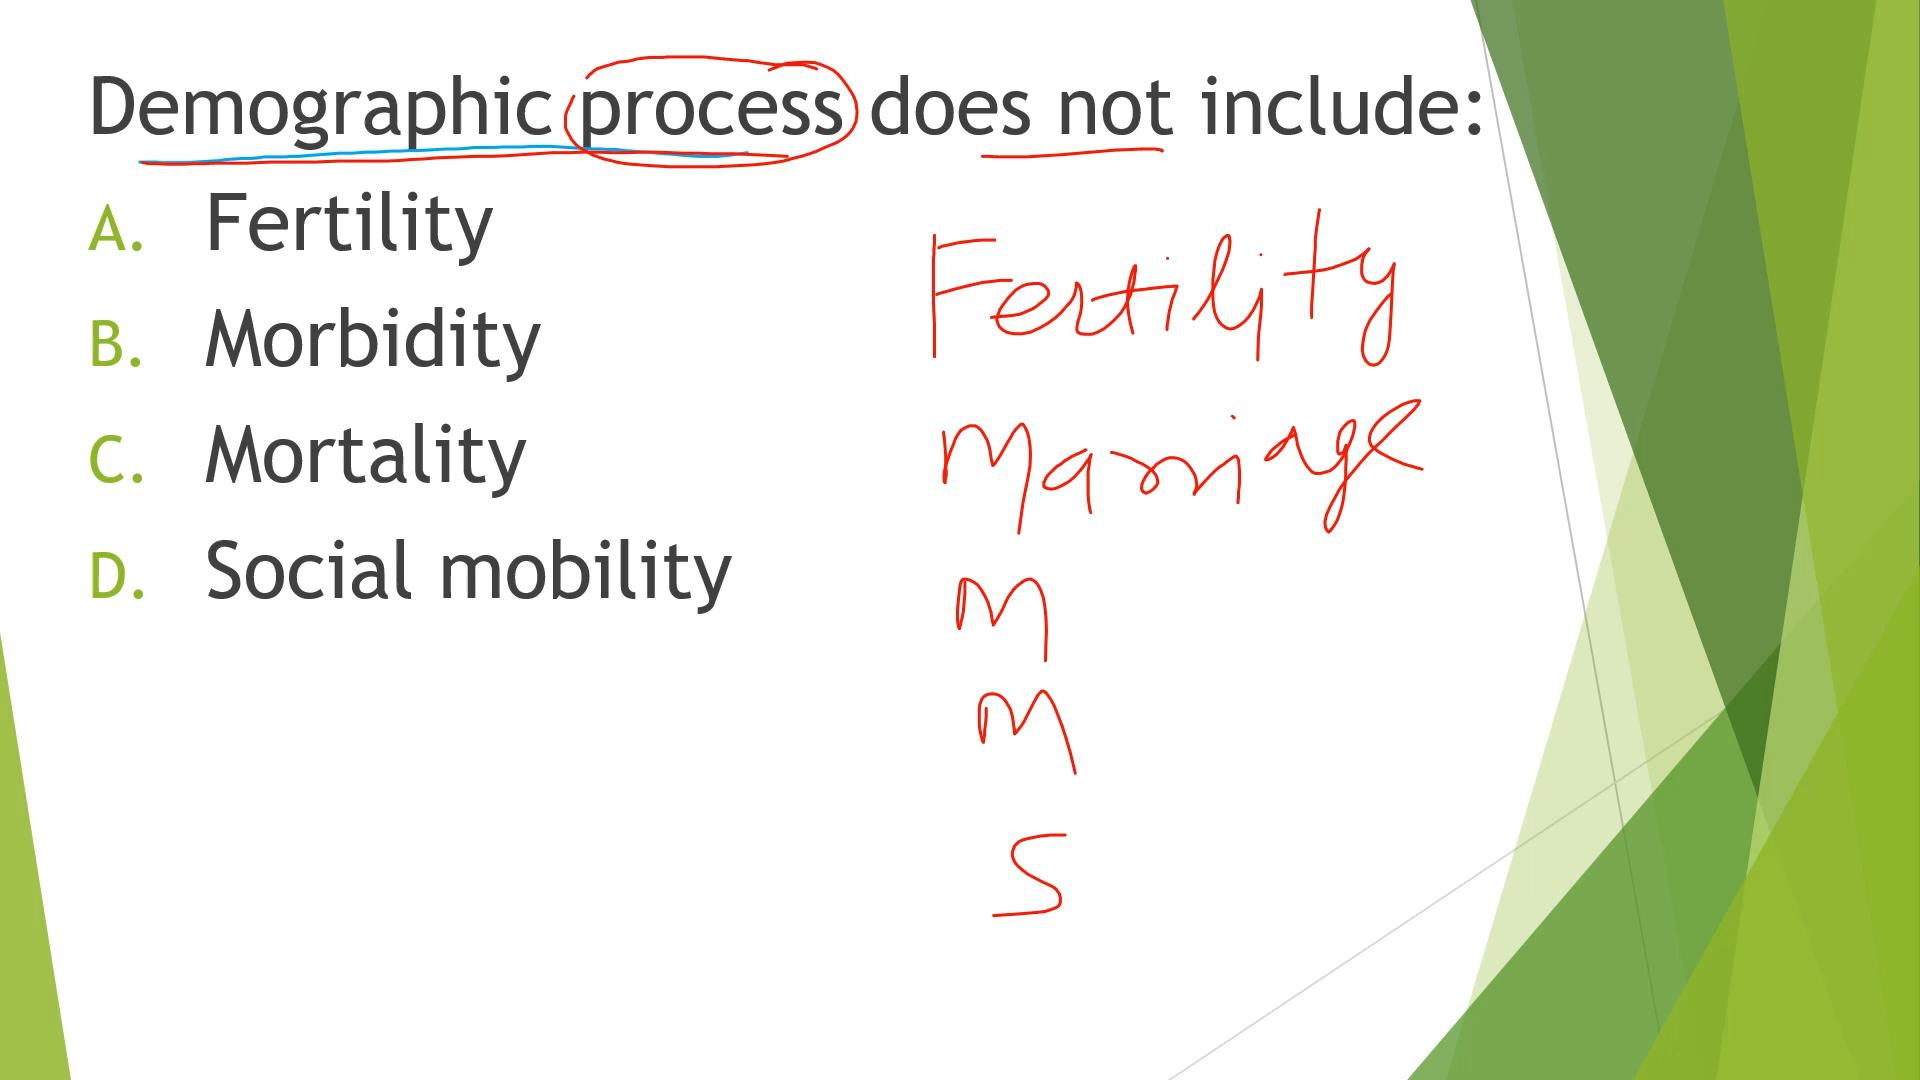 Demographic process does not include:
A. Fertility
B. Morbidity
C. Mortality
D. Social mobility
Fertility
Marriage
M
M
S